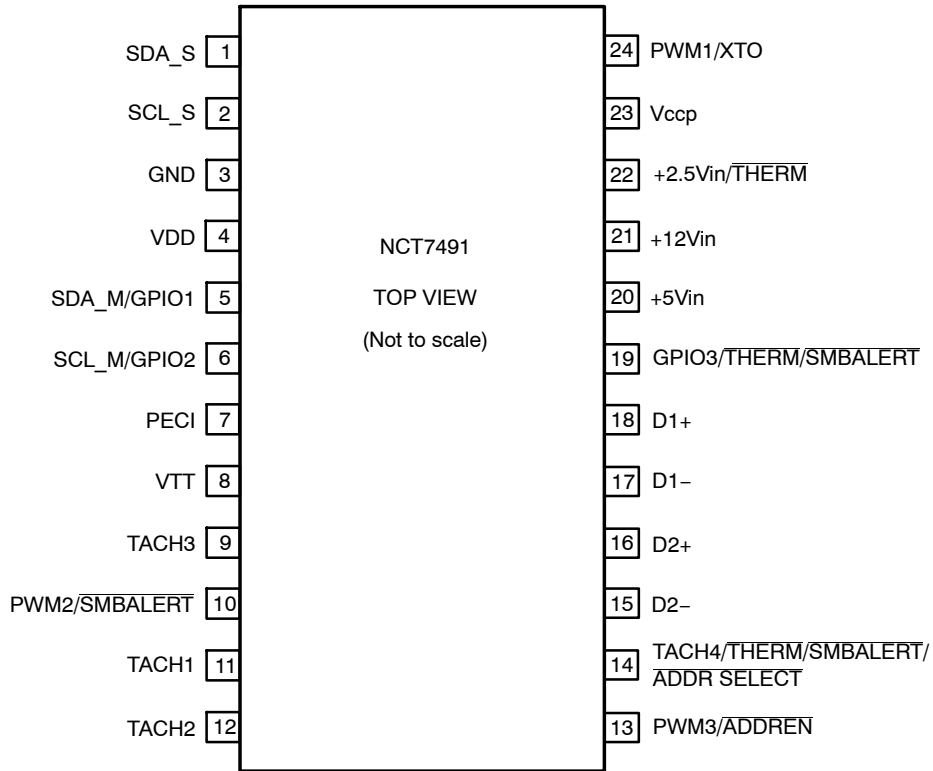 SDA_S 1
SCL_S 2
GND 3
VDD 4
SDA_M/GPIO1 5
SCL_M/GPIO2 6
PECI 7
VTT 8
TACH3 9
PWM2/SMBALERT 10
TACH1 11
TACH2 12
NCT7491
TOP VIEW
(Not to scale)
24 PWM1/XTO
23 Vccp
22 +2.5Vin/THERM
21 +12Vin
20 +5Vin
19 GPIO3/THERM/SMBALERT
18 D1+
17 D1−
16 D2+
15 D2−
14 TACH4/THERM/SMBALERT/
ADDR SELECT
13 PWM3/ADDREN